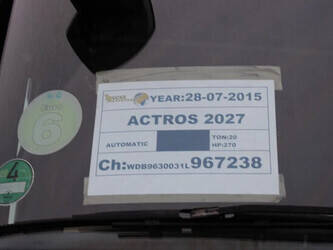 YEAR:28-07-2015
ACTROS 2027
AUTOMATIC
TON:20
HP:270
Ch:WDB9630031L967238
6
4